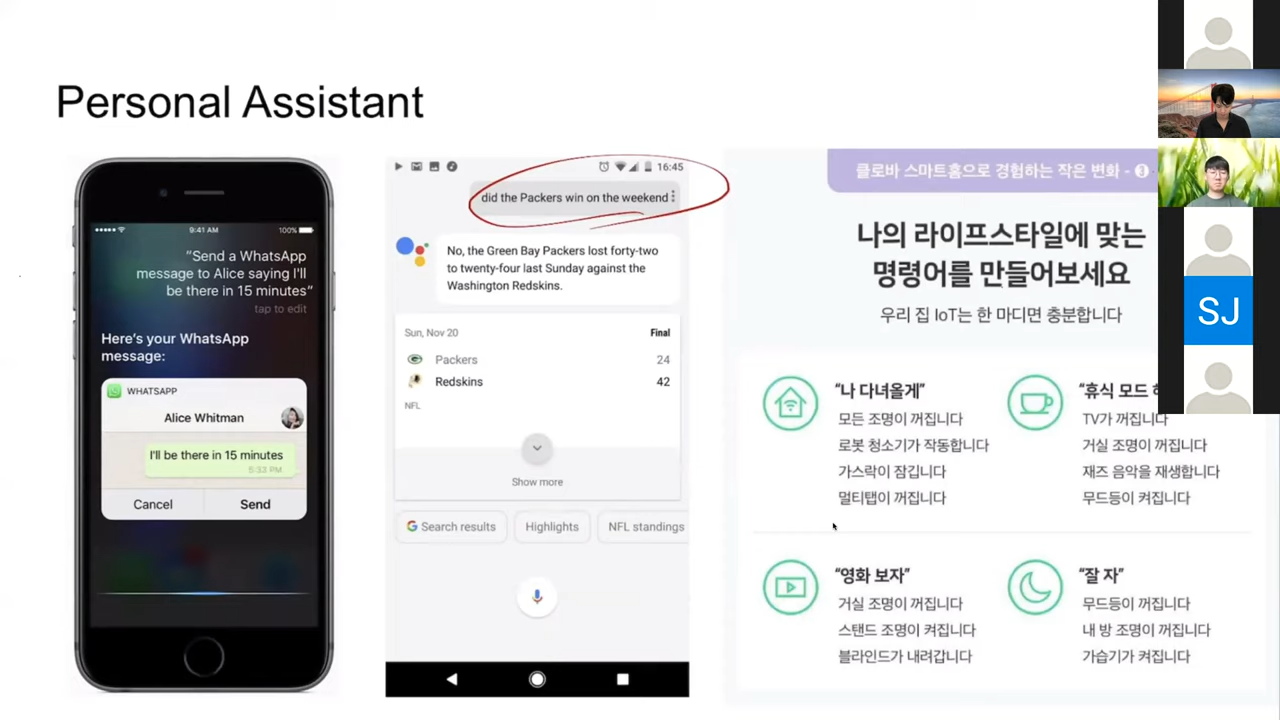 Personal Assistant
9:41 AM
100%
“Send a WhatsApp
message to Alice saying I'll
be there in 15 minutes”
tap to edit
Here's your WhatsApp
message:
WHATSAPP
Alice Whitman
I'll be there in 15 minutes
5:33 PM
Cancel
Send
16:45
did the Packers win on the weekend
No, the Green Bay Packers lost forty-two
to twenty-four last Sunday against the
Washington Redskins.
Sun, Nov 20
Final
Packers
24
Redskins
42
NFL
Show more
Search results
Highlights
NFL standings
클로바 스마트홈으로 경험하는 작은 변화 - ❸
나의 라이프스타일에 맞는
명령어를 만들어보세요
우리 집 IoT는 한 마디면 충분합니다
“나 다녀올게”
모든 조명이 꺼집니다
로봇 청소기가 작동합니다
가스락이 잠깁니다
멀티탭이 꺼집니다
“휴식 모드
TV가 꺼집니다
거실 조명이 꺼집니다
재즈 음악을 재생합니다
무드등이 켜집니다
“영화 보자”
거실 조명이 꺼집니다
스탠드 조명이 켜집니다
블라인드가 내려갑니다
“잘 자”
무드등이 꺼집니다
내 방 조명이 꺼집니다
가습기가 켜집니다
SJ